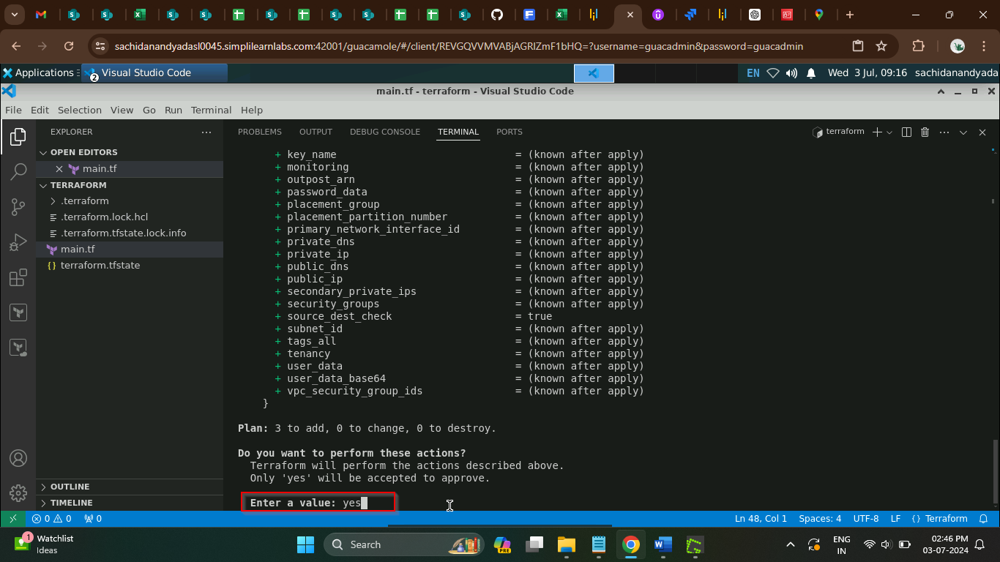 sachidanandyadasl0045.simplilearnlabs.com:42001/guacamole/#/client/REVGQVVMVABjAGRlZmF1bHQ=?username=guacadmin&password=guacadmin
Applications
2
Visual Studio Code
EN
Wed 3 Jul, 09:16
sachidanandyada
main.tf - terraform - Visual Studio Code
File Edit Selection View Go Run Terminal Help
EXPLORER
PROBLEMS OUTPUT DEBUG CONSOLE TERMINAL PORTS
terraform
OPEN EDITORS
main.tf
TERRAFORM
.terraform
.terraform.lock.hcl
.terraform.tfstate.lock.info
main.tf
{} terraform.tfstate
OUTLINE
TIMELINE
+ key_name = (known after apply)
+ monitoring = (known after apply)
+ outpost_arn = (known after apply)
+ password_data = (known after apply)
+ placement_group = (known after apply)
+ placement_partition_number = (known after apply)
+ primary_network_interface_id = (known after apply)
+ private_dns = (known after apply)
+ private_ip = (known after apply)
+ public_dns = (known after apply)
+ public_ip = (known after apply)
+ secondary_private_ips = (known after apply)
+ security_groups = (known after apply)
+ source_dest_check = true
+ subnet_id = (known after apply)
+ tags_all = (known after apply)
+ tenancy = (known after apply)
+ user_data = (known after apply)
+ user_data_base64 = (known after apply)
+ vpc_security_group_ids = (known after apply)
}
Plan: 3 to add, 0 to change, 0 to destroy.
Do you want to perform these actions?
Terraform will perform the actions described above.
Only 'yes' will be accepted to approve.
Enter a value: yes
0 0 0
Ln 48, Col 1 Spaces: 4 UTF-8 LF {} Terraform
1
Watchlist
Ideas
Search
PRE
ENG
IN
02:46 PM
03-07-2024